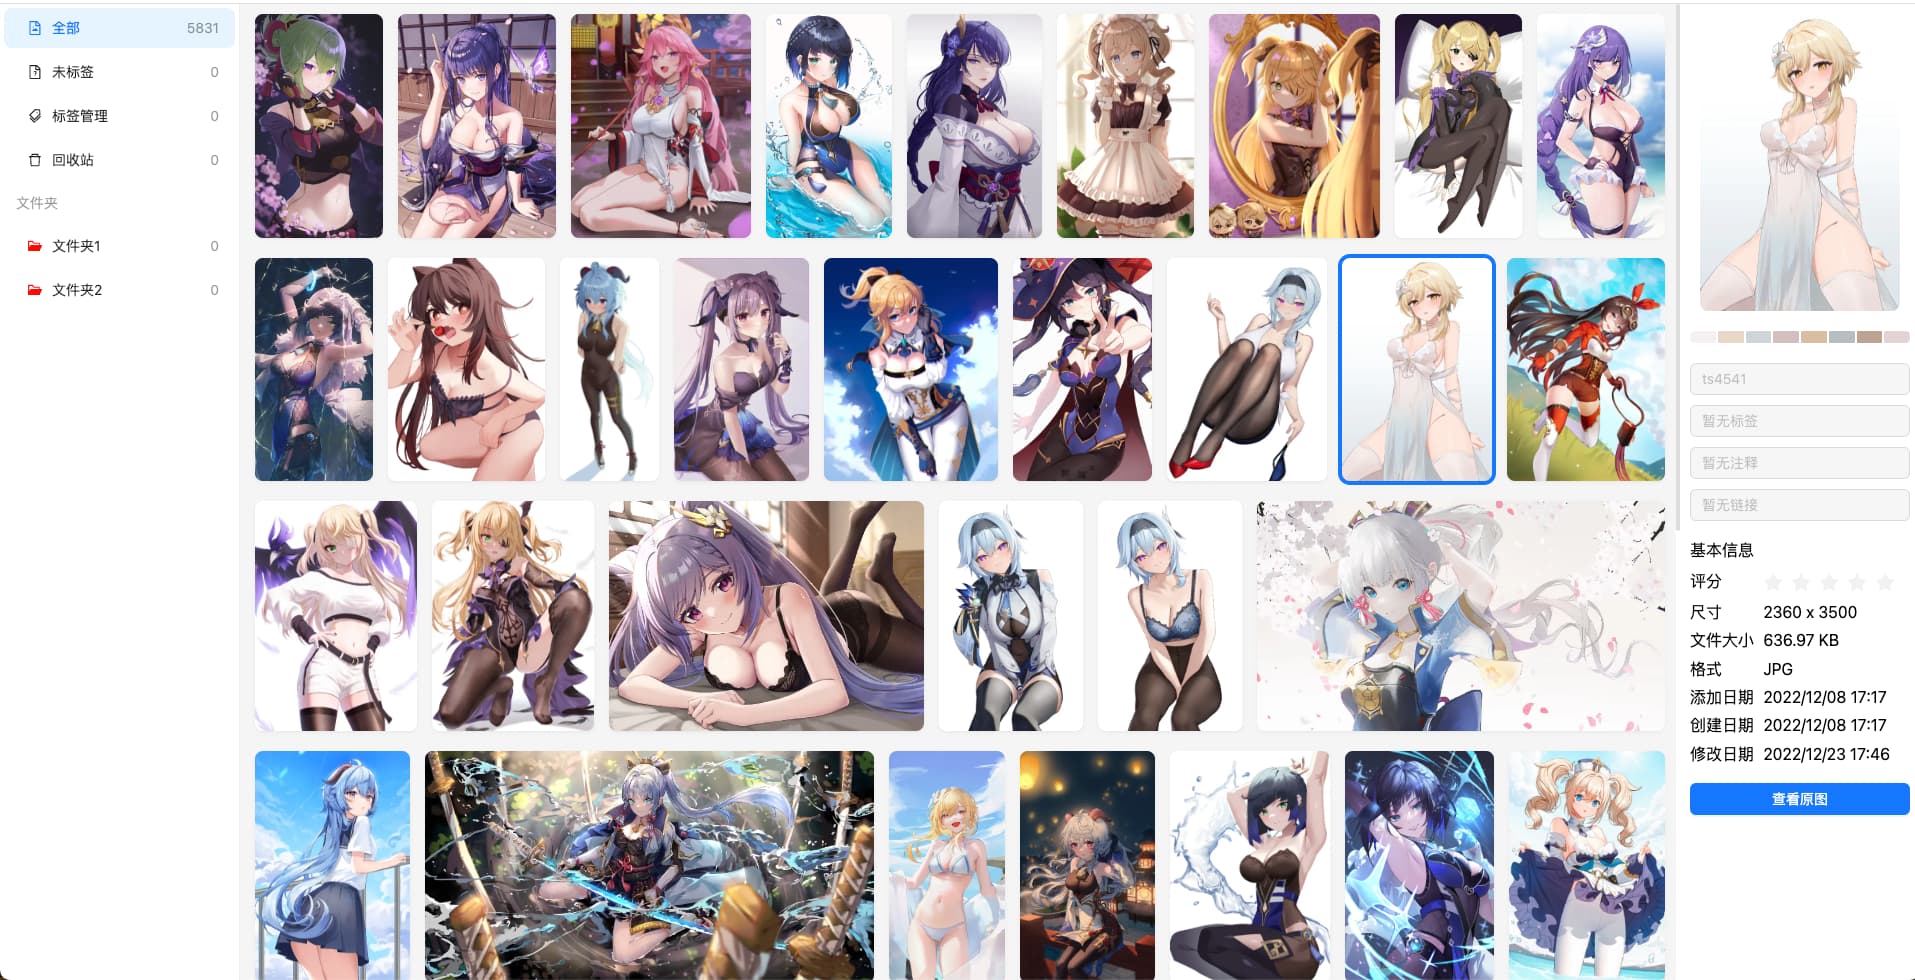 全部 5831
未标签 0
标签管理 0
回收站 0
文件夹
文件夹1 0
文件夹2 0
ts4541
暂无标签
暂无注释
暂无链接
基本信息
评分
尺寸 2360 x 3500
文件大小 636.97 KB
格式 JPG
添加日期 2022/12/08 17:17
创建日期 2022/12/08 17:17
修改日期 2022/12/23 17:46
查看原图